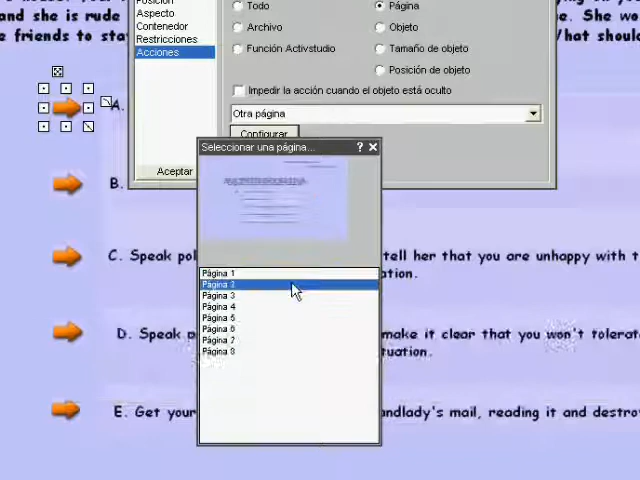 and she is rude
e. She wo
e friends to stay
What shoul
Posición
Aspecto
Contenedor
Restricciones
Acciones
Todo
Página
Archivo
Objeto
Función Activstudio
Tamaño de objeto
Posición de objeto
Impedir la acción cuando el objeto está oculto
Otra página
Configurar
Aceptar
Seleccionar una página...
Página 1
Página 2
Página 3
Página 4
Página 5
Página 6
Página 7
Página 8
A.
B.
C. Speak pol
tell her that you are unhappy with t
ation.
D. Speak p
make it clear that you won't tolerat
tuation.
E. Get your
andlady's mail, reading it and destro